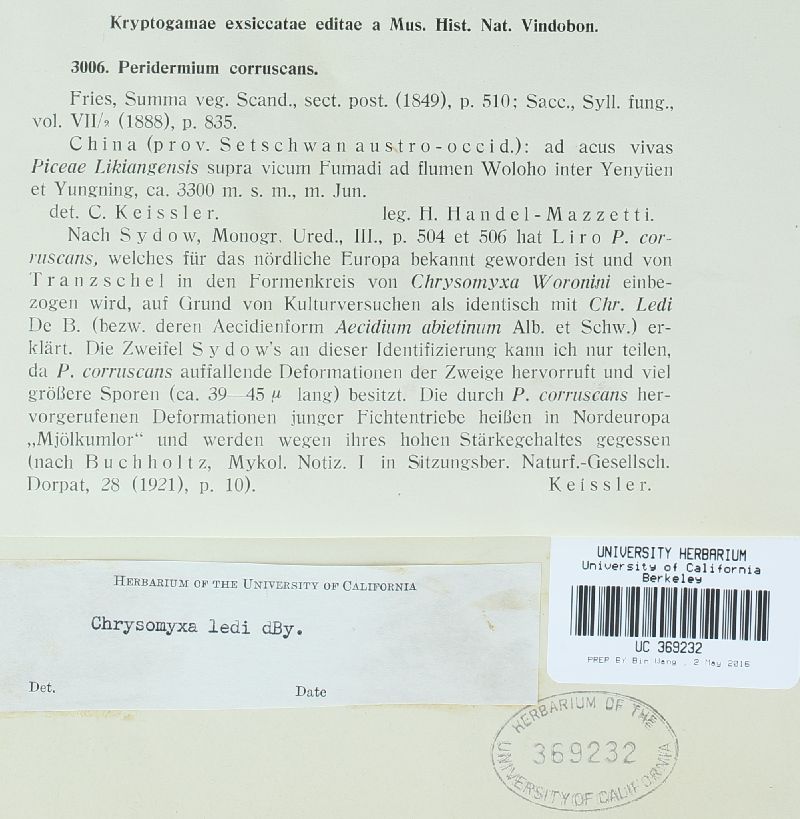 Kryptogamae exsiccatae editae a Mus. Hist. Nat. Vindobon.
3006. Peridermium corruscans.
Fries, Summa veg. Scand., sect. post. (1849), p. 510; Sacc., Syll. fung.,
vol. VII/2 (1888), p. 835.
China (prov. Setschwan austro-occid.): ad acus vivas
Piceae Likiangensis supra vicum Fumadi ad flumen Woloho inter Yenyüen
et Yungning, ca. 3300 m. s. m., m. Jun.
det. C. Keissler. leg. H. Handel-Mazzetti.
Nach Sydow, Monogr. Ured., III., p. 504 et 506 hat Liro P. cor-
ruscans, welches für das nördliche Europa bekannt geworden ist und von
Tranzschel in den Formenkreis von Chrysomyxa Woronini einbe-
zogen wird, auf Grund von Kulturversuchen als identisch mit Chr. Ledi
De B. (bezw. deren Aecidienform Aecidium abietinum Alb. et Schw.) er-
klärt. Die Zweifel Sydow's an dieser Identifizierung kann ich nur teilen,
da P. corruscans auffallende Deformationen der Zweige hervorruft und viel
größere Sporen (ca. 39—45 μ lang) besitzt. Die durch P. corruscans her-
vorgerufenen Deformationen junger Fichtentriebe heißen in Nordeuropa
„Mjölkumlor“ und werden wegen ihres hohen Stärkegehaltes gegessen
(nach Buchholtz, Mykol. Notiz. I in Sitzungsber. Naturf.-Gesellsch.
Dorpat, 28 (1921), p. 10). Keissler.
HERBARIUM OF THE UNIVERSITY OF CALIFORNIA
Chrysomyxa ledi dBy.
Det. Date
UNIVERSITY HERBARIUM
University of California
Berkeley
UC 369232
PREP BY Bin Wang , 2 May 2016
HERBARIUM OF THE
369232
UNIVERSITY OF CALIFORNIA